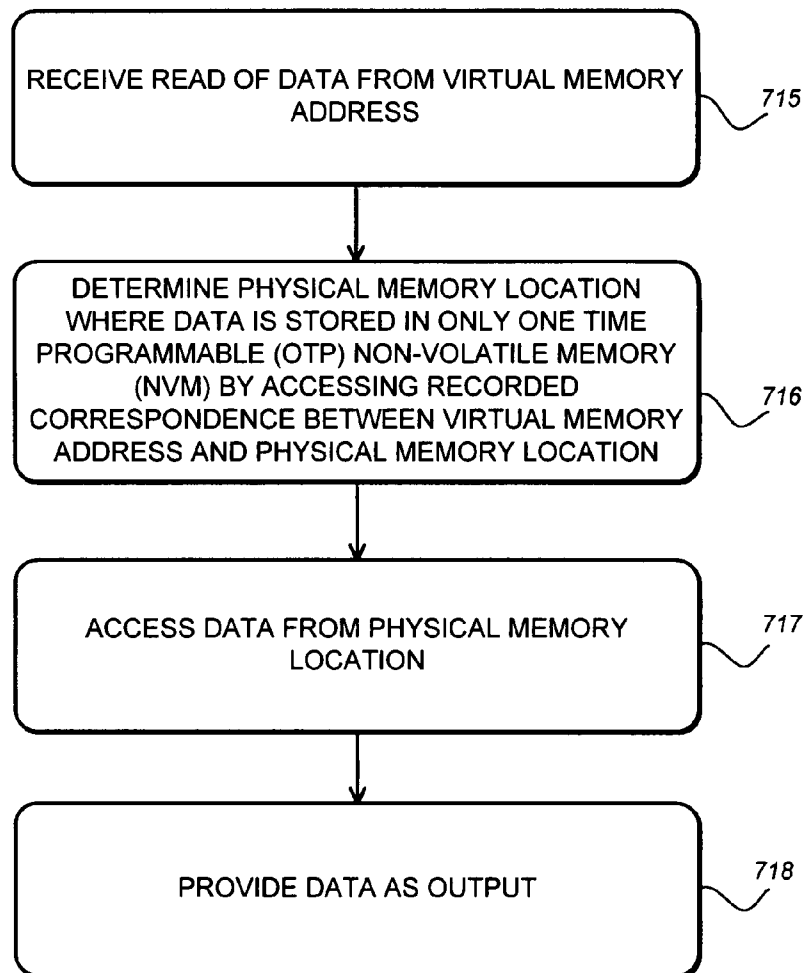 RECEIVE READ OF DATA FROM VIRTUAL MEMORY
ADDRESS
715
DETERMINE PHYSICAL MEMORY LOCATION
WHERE DATA IS STORED IN ONLY ONE TIME
PROGRAMMABLE (OTP) NON-VOLATILE MEMORY
(NVM) BY ACCESSING RECORDED
CORRESPONDENCE BETWEEN VIRTUAL MEMORY
ADDRESS AND PHYSICAL MEMORY LOCATION
716
ACCESS DATA FROM PHYSICAL MEMORY
LOCATION
717
PROVIDE DATA AS OUTPUT
718